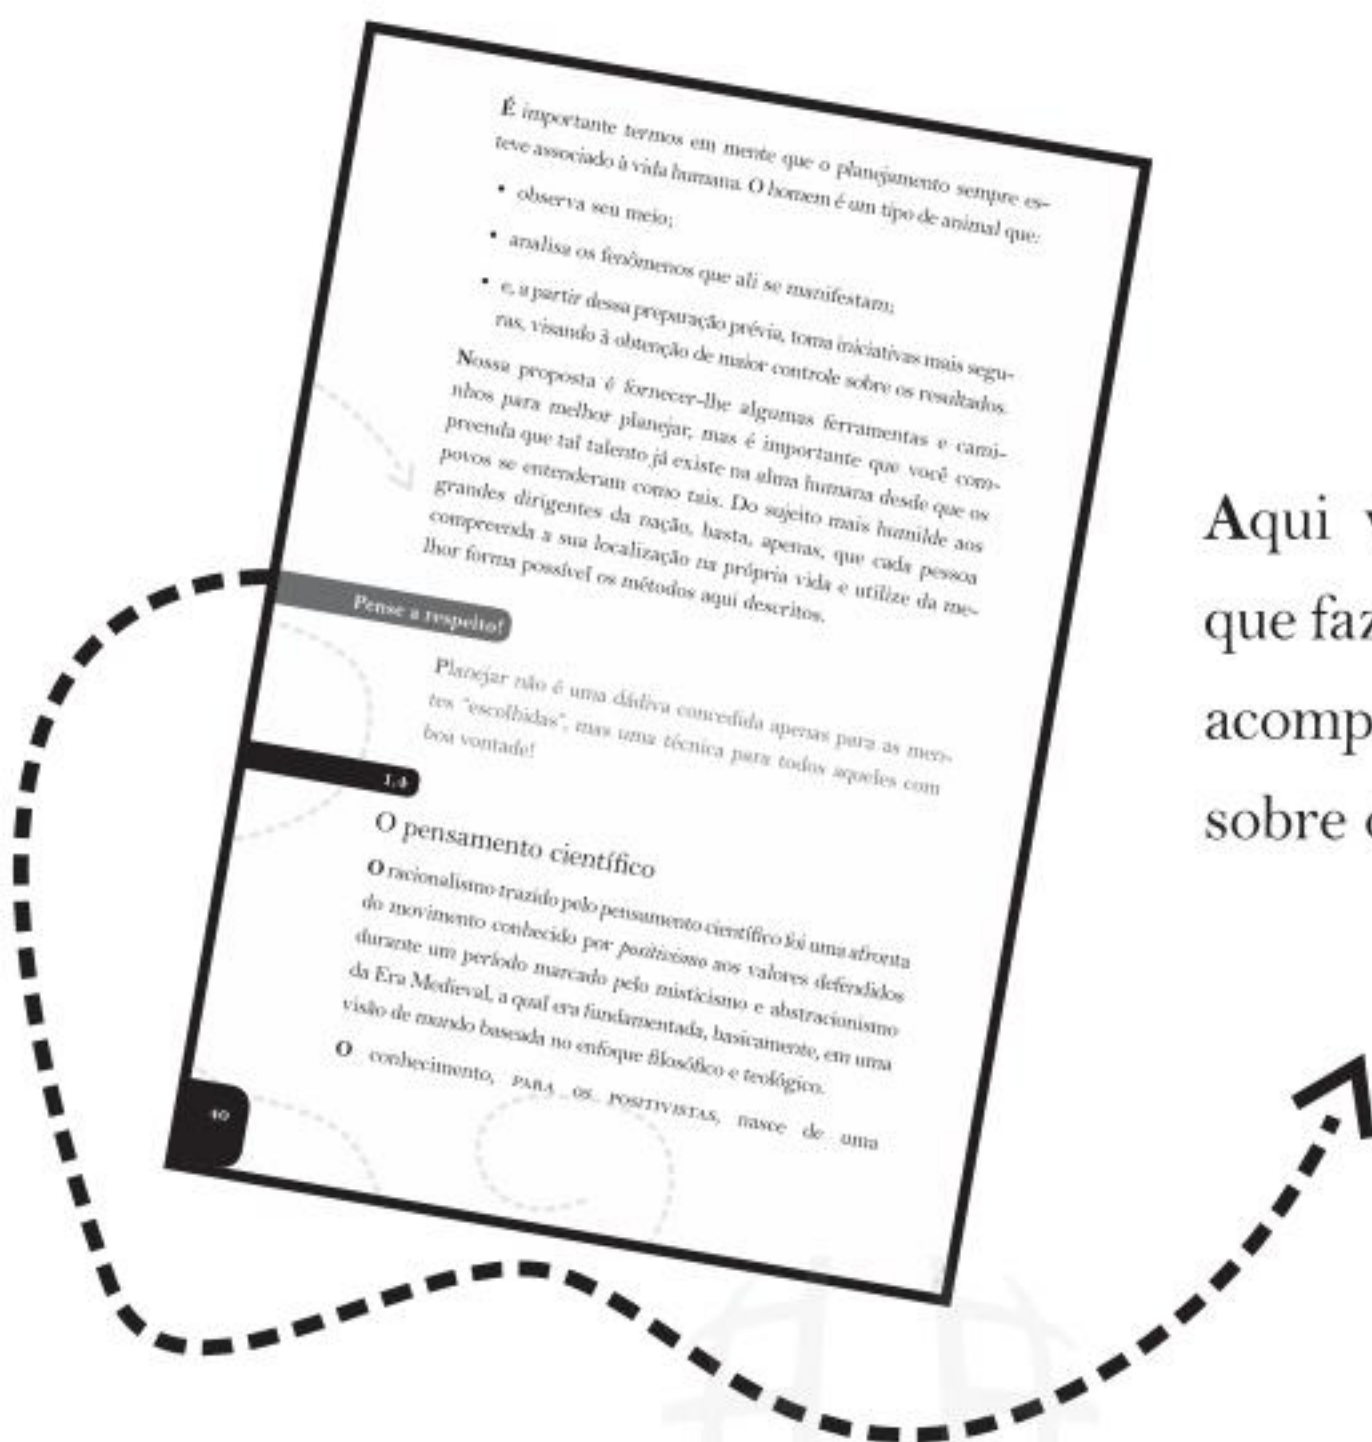 É importante termos em mente que o planejamento sempre es-
teve associado à vida humana. O homem é um tipo de animal que:
• observa seu meio;
• analisa os fenômenos que ali se manifestam;
• e, a partir dessa preparação prévia, toma iniciativas mais segu-
ras, visando à obtenção de maior controle sobre os resultados.
Nossa proposta é fornecer-lhe algumas ferramentas e cami-
nhos para melhor planejar, mas é importante que você com-
preenda que tal talento já existe na alma humana desde que os
povos se entenderam como tais. Do sujeito mais humilde aos
grandes dirigentes da nação, basta, apenas, que cada pessoa
compreenda a sua localização na própria vida e utilize da me-
lhor forma possível os métodos aqui descritos.
Pense a respeito!
Planejar não é uma dádiva concedida apenas para as men-
tes "escolhidas", mas uma técnica para todos aqueles com
boa vontade!
1.4
O pensamento científico
O racionalismo trazido pelo pensamento científico foi uma afronta
do movimento conhecido por positivismo aos valores defendidos
durante um período marcado pelo misticismo e abstracionismo
da Era Medieval, a qual era fundamentada, basicamente, em uma
visão de mundo baseada no enfoque filosófico e teológico.
O conhecimento, PARA OS POSITIVISTAS, nasce de uma
40
Aqui
que faz
acomp
sobre